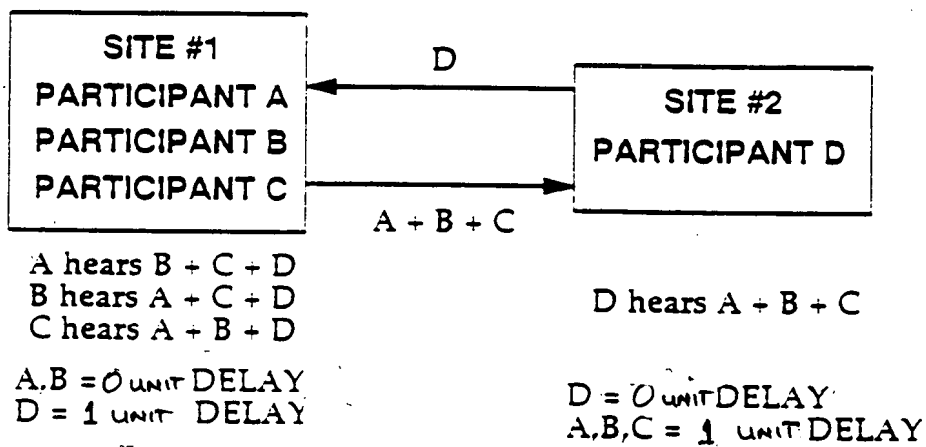 SITE #1
PARTICIPANT A
PARTICIPANT B
PARTICIPANT C
D
A + B + C
SITE #2
PARTICIPANT D
A hears B + C + D
B hears A + C + D
C hears A + B + D
D hears A + B + C
A,B = 0 UNIT DELAY
D = 1 UNIT DELAY
D = 0 UNIT DELAY
A,B,C = 1 UNIT DELAY